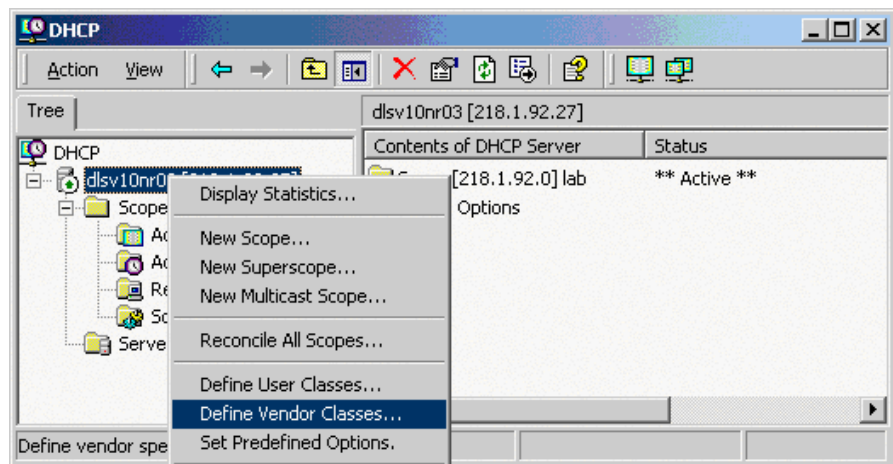 DHCP
Action View
Tree
dlsv10nr03 [218.1.92.27]
DHCP
Contents of DHCP Server Status
[218.1.92.0] lab ** Active **
Options
Scope
Display Statistics...
New Scope...
New Superscope...
New Multicast Scope...
Reconcile All Scopes...
Define User Classes...
Define Vendor Classes...
Set Predefined Options.
Define vendor spe